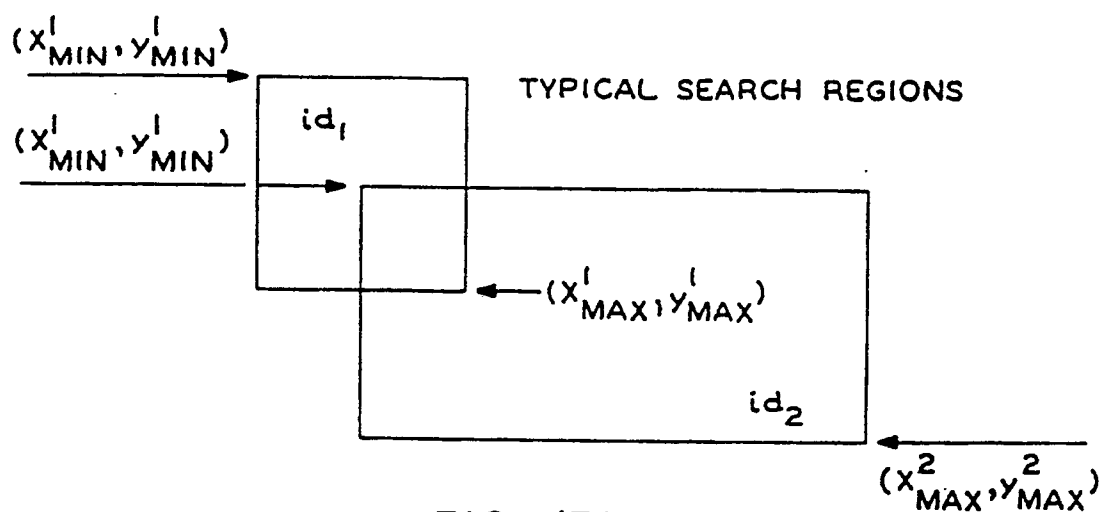 (X¹MIN, Y¹MIN)
TYPICAL SEARCH REGIONS
id₁
(X¹MIN, Y¹MIN)
(X¹MAX, Y¹MAX)
id₂
(X²MAX, Y²MAX)